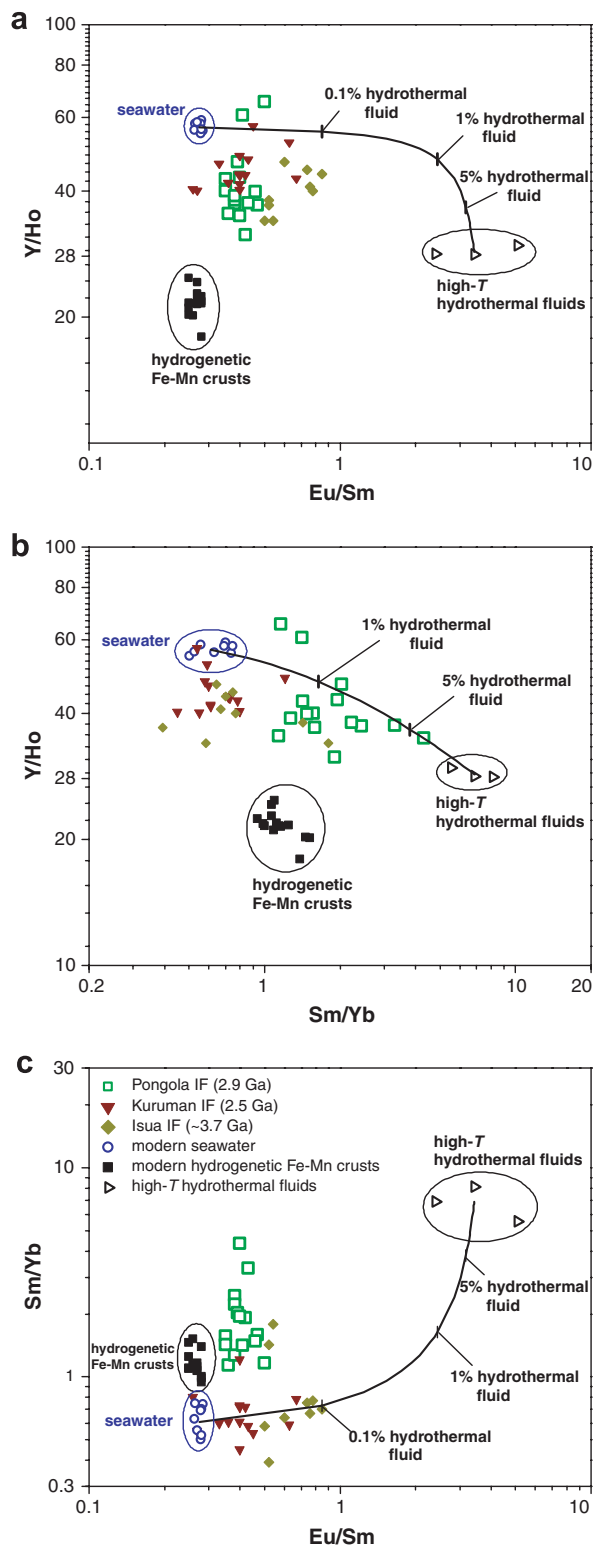 a
100
80
60
40
28
20
Y/Ho
seawater
0.1% hydrothermal
fluid
1% hydrothermal
fluid
5% hydrothermal
fluid
high-T
hydrothermal fluids
hydrogenetic
Fe-Mn crusts
0.1
1
10
Eu/Sm
b
100
80
60
40
28
20
10
Y/Ho
seawater
1% hydrothermal
fluid
5% hydrothermal
fluid
high-T
hydrothermal fluids
hydrogenetic
Fe-Mn crusts
0.2
1
10
20
Sm/Yb
c
30
10
1
0.3
Sm/Yb
Pongola IF (2.9 Ga)
Kuruman IF (2.5 Ga)
Isua IF (~3.7 Ga)
modern seawater
modern hydrogenetic Fe-Mn crusts
high-T hydrothermal fluids
high-T
hydrothermal fluids
5% hydrothermal
fluid
1% hydrothermal
fluid
0.1% hydrothermal
fluid
hydrogenetic
Fe-Mn crusts
seawater
0.1
1
10
Eu/Sm